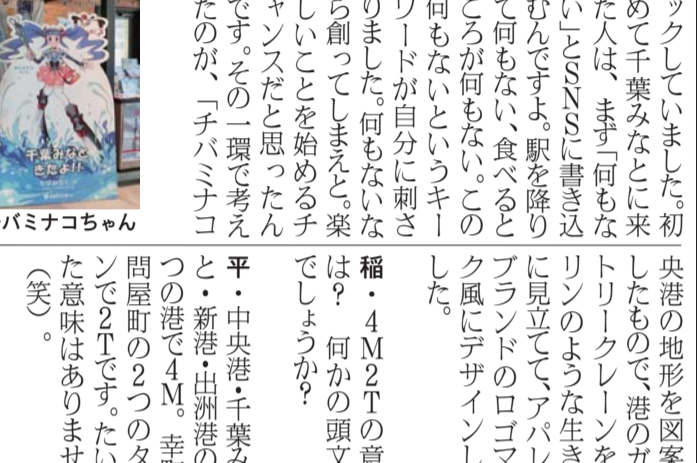 ックしていました。初
めて千葉みなとに来
た人は、まず「何もな
い」とSNSに書き込
むんですよ。駅を降り
て何もない、食べると
ころが何もない。この
何もないというキー
ワードが自分に刺さ
りました。何もないな
ら創ってしまえと。楽
しいことを始めるチ
ャンスだと思ったん
です。その一環で考え
たのが、「チバミナコ
千葉みなと
きたよ!!
バミナコちゃん
央港の地形を図案
したもので、港のガ
トリークレーンを
リンのような生き
に見立てて、アパレ
ブランドのロゴマ
ク風にデザインし
した。
稲・4M2Tの意
は？　何かの頭文
でしょうか？
平・中央港・千葉み
と・新港・出洲港の
つの港で4M。幸町
問屋町の2つのタ
ンで2Tです。たい
た意味はありませ
（笑）。